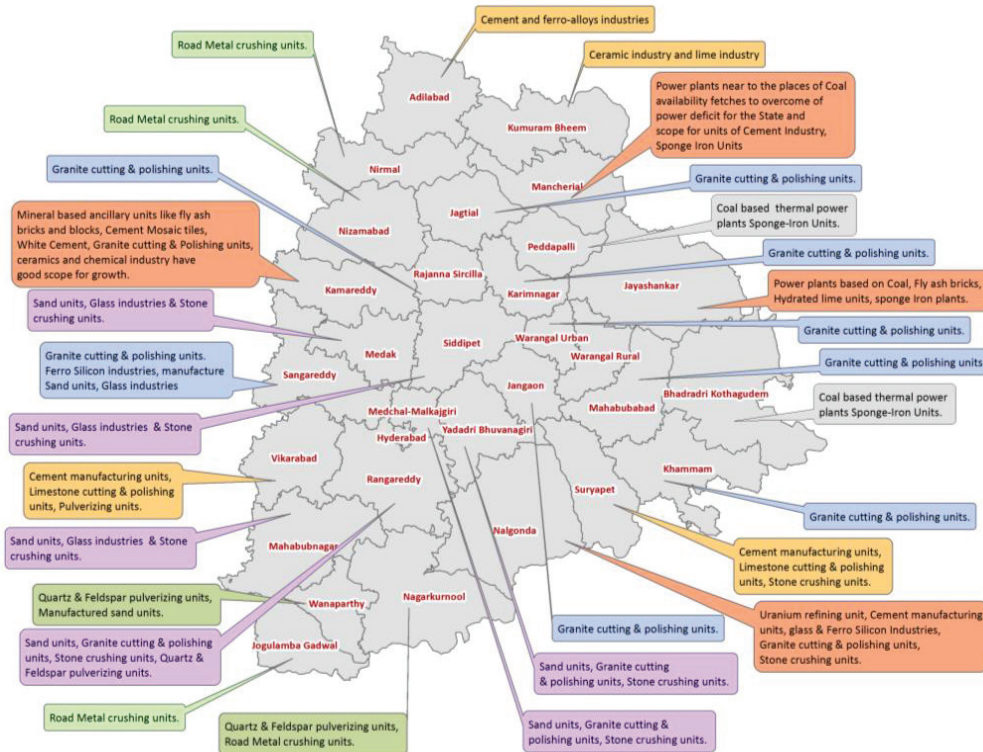 Cement and ferro-alloys industries
Road Metal crushing units.
Ceramic industry and lime industry
Adilabad
Power plants near to the places of Coal
availability fetches to overcome of
power deficit for the State and
scope for units of Cement Industry,
Sponge Iron Units
Road Metal crushing units.
Kumuram Bheem
Granite cutting & polishing units.
Nirmal
Mancherial
Granite cutting & polishing units.
Jagtial
Mineral based ancillary units like fly ash
bricks and blocks, Cement Mosaic tiles,
White Cement, Granite cutting & Polishing units,
ceramics and chemical industry have
good scope for growth.
Coal based  thermal power
plants Sponge-Iron Units.
Nizamabad
Peddapalli
Granite cutting & polishing units.
Rajanna Sircilla
Kamareddy
Karimnagar
Jayashankar
Power plants based on Coal, Fly ash bricks,
Hydrated lime units, sponge Iron plants.
Sand units, Glass industries & Stone
crushing units.
Granite cutting & polishing units.
Siddipet
Warangal Urban
Medak
Warangal Rural
Granite cutting & polishing units.
Ferro Silicon industries, manufacture
Sand units, Glass industries
Granite cutting & polishing units.
Sangareddy
Jangaon
Bhadradri Kothagudem
Mahabubabad
Coal based thermal power
plants Sponge-Iron Units.
Sand units, Glass industries  & Stone
crushing units.
Medchal-Malkajgiri
Yadadri Bhuvanagiri
Hyderabad
Vikarabad
Khammam
Rangareddy
Suryapet
Cement manufacturing units,
Limestone cutting & polishing
units, Pulverizing units.
Granite cutting & polishing units.
Nalgonda
Sand units, Glass industries  & Stone
crushing units.
Mahabubnagar
Cement manufacturing units,
Limestone cutting & polishing
units, Stone crushing units.
Quartz & Feldspar pulverizing units,
Manufactured sand units.
Wanaparthy
Nagarkurnool
Uranium refining unit, Cement manufacturing
units, glass & Ferro Silicon Industries,
Granite cutting & polishing units,
Stone crushing units.
Granite cutting & polishing units.
Sand units, Granite cutting & polishing
units, Stone crushing units, Quartz &
Feldspar pulverizing units.
Jogulamba Gadwal
Sand units, Granite cutting
& polishing units, Stone crushing units.
Road Metal crushing units.
Quartz & Feldspar pulverizing units,
Road Metal crushing units.
Sand units, Granite cutting &
polishing units, Stone crushing units.